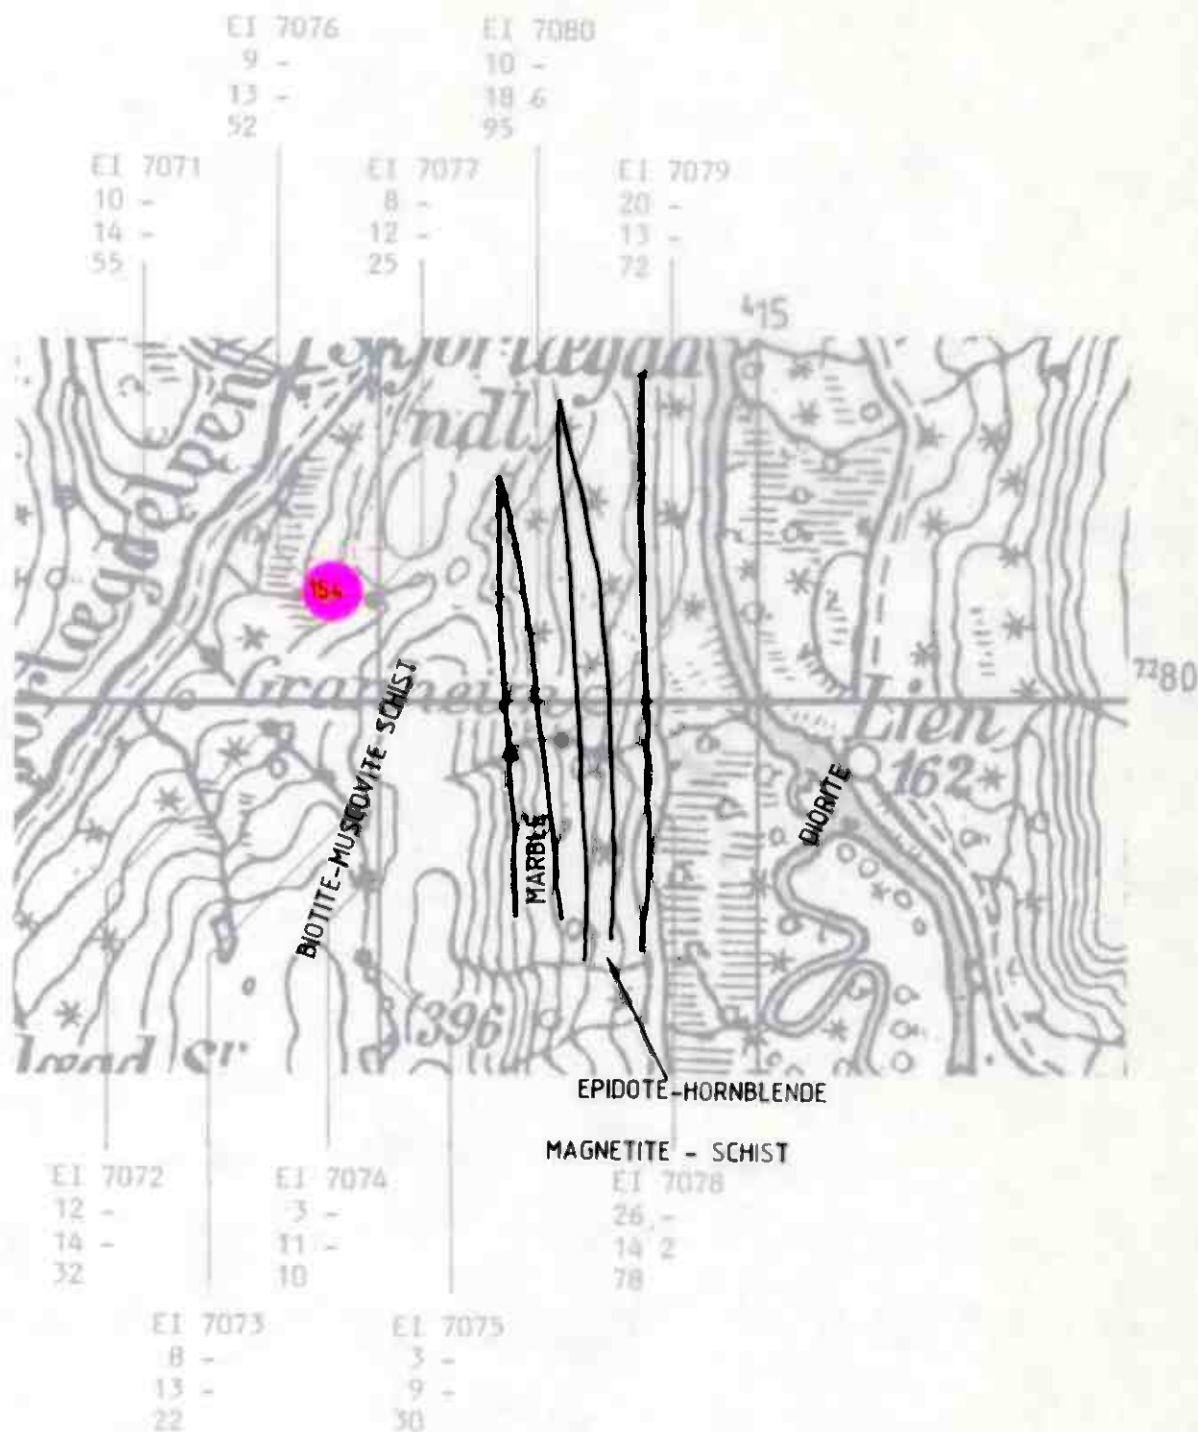 EI 7076
9 -
13 -
52
EI 7080
10 -
18 6
95
EI 7071
10 -
14 -
55
EI 7077
8 -
12 -
25
EI 7079
20 -
13 -
72
415
ndl
154
7280
Lien
162
BIOTITE-MUSCOVITE SCHIST
MARBLE
DIORITE
396
EPIDOTE-HORNBLENDE
MAGNETITE - SCHIST
EI 7072
12 -
14 -
32
EI 7074
3 -
11 -
10
EI 7078
26 -
14 2
78
EI 7073
8 -
13 -
22
EI 7075
3 -
9 -
30